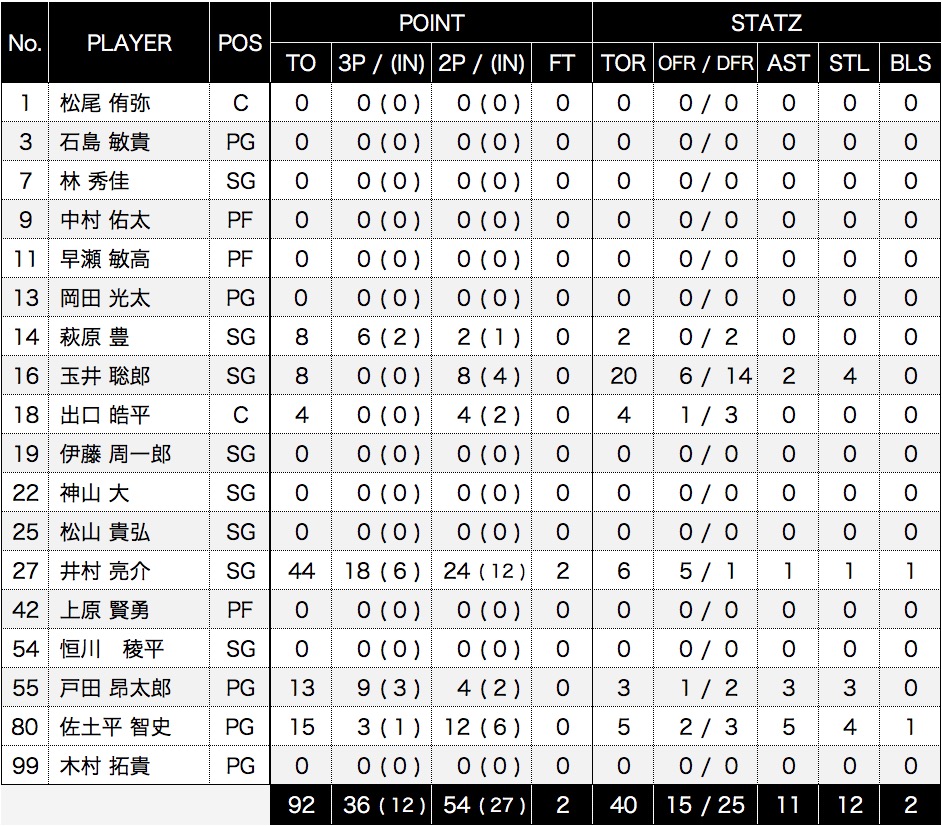 No. PLAYER POS POINT STATZ
TO 3P / (IN) 2P / (IN) FT TOR OFR / DFR AST STL BLS
1 松尾 侑弥 C 0 0 (0) 0 (0) 0 0 0 / 0 0 0 0
3 石島 敏貴 PG 0 0 (0) 0 (0) 0 0 0 / 0 0 0 0
7 林 秀佳 SG 0 0 (0) 0 (0) 0 0 0 / 0 0 0 0
9 中村 佑太 PF 0 0 (0) 0 (0) 0 0 0 / 0 0 0 0
11 早瀬 敏高 PF 0 0 (0) 0 (0) 0 0 0 / 0 0 0 0
13 岡田 光太 PG 0 0 (0) 0 (0) 0 0 0 / 0 0 0 0
14 萩原 豊 SG 8 6 (2) 2 (1) 0 2 0 / 2 0 0 0
16 玉井 聡郎 SG 8 0 (0) 8 (4) 0 20 6 / 14 2 4 0
18 出口 皓平 C 4 0 (0) 4 (2) 0 4 1 / 3 0 0 0
19 伊藤 周一郎 SG 0 0 (0) 0 (0) 0 0 0 / 0 0 0 0
22 神山 大 SG 0 0 (0) 0 (0) 0 0 0 / 0 0 0 0
25 松山 貴弘 SG 0 0 (0) 0 (0) 0 0 0 / 0 0 0 0
27 井村 亮介 SG 44 18 (6) 24 (12) 2 6 5 / 1 1 1 1
42 上原 賢勇 PF 0 0 (0) 0 (0) 0 0 0 / 0 0 0 0
54 恒川　稜平 SG 0 0 (0) 0 (0) 0 0 0 / 0 0 0 0
55 戸田 昂太郎 PG 13 9 (3) 4 (2) 0 3 1 / 2 3 3 0
80 佐土平 智史 PG 15 3 (1) 12 (6) 0 5 2 / 3 5 4 1
99 木村 拓貴 PG 0 0 (0) 0 (0) 0 0 0 / 0 0 0 0
92 36 (12) 54 (27) 2 40 15 / 25 11 12 2